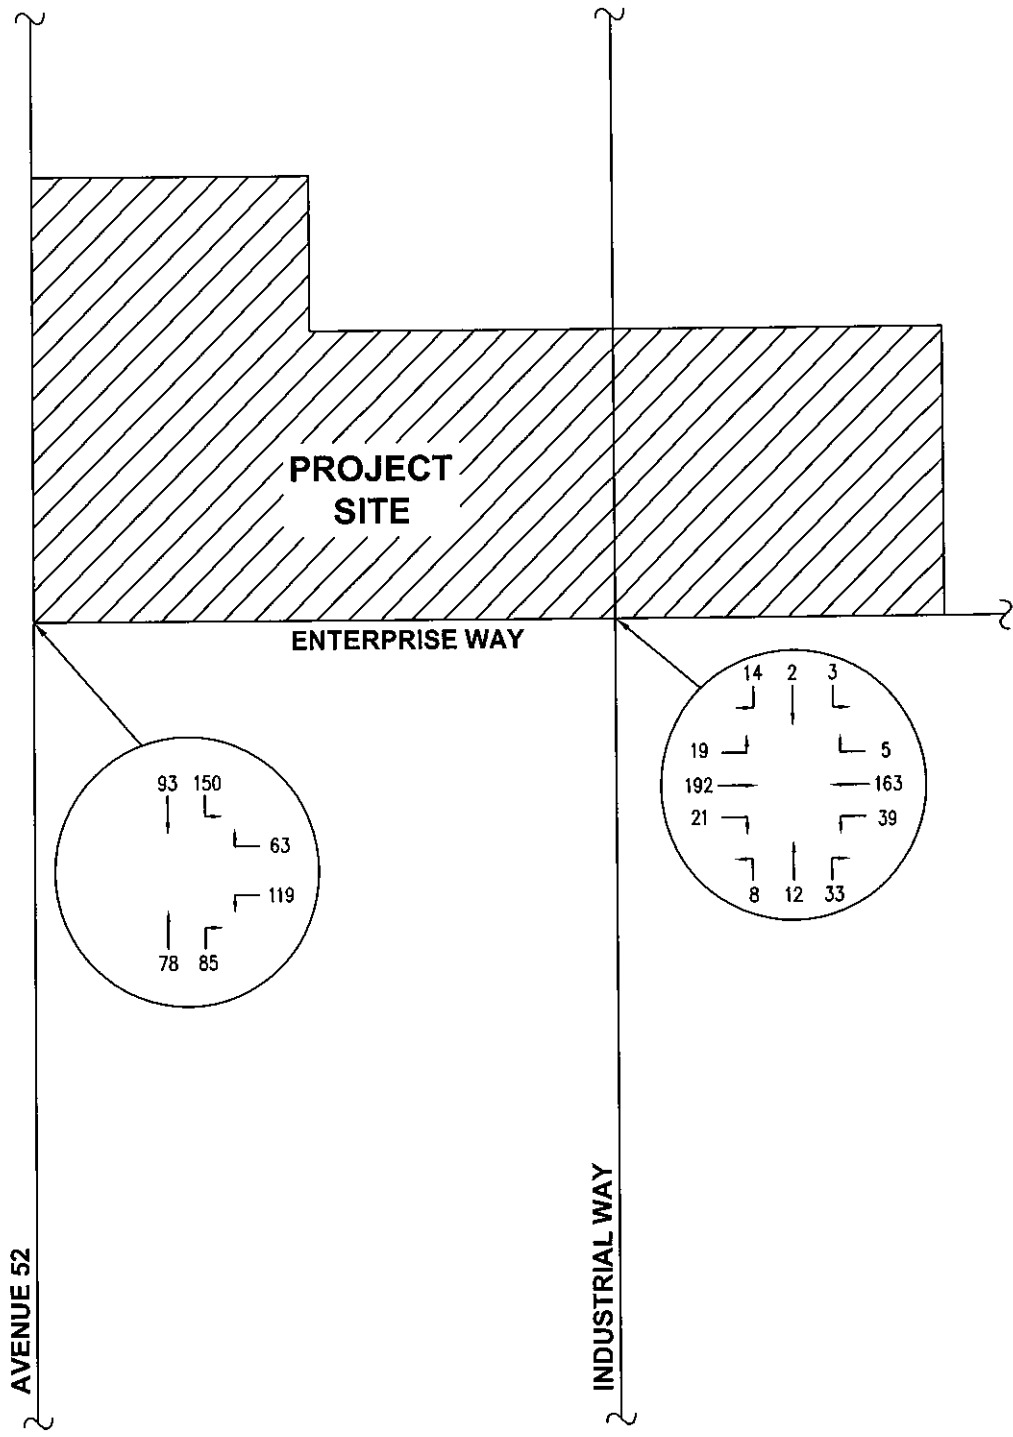 PROJECT
SITE
ENTERPRISE WAY
14 2 3
19 5
192 163
21 39
8 12 33
93 150
63
119
78 85
AVENUE 52
INDUSTRIAL WAY